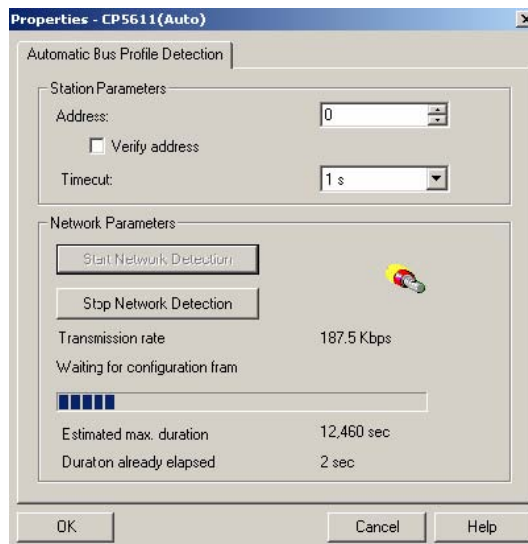 Properties - CP5611(Auto)
Automatic Bus Profile Detection
Station Parameters
Address: 0
Verify address
Timecut: 1 s
Network Parameters
Start Network Detection
Stop Network Detection
Transmission rate 187.5 Kbps
Waiting for configuration fram
Estimated max. duration 12,460 sec
Duraton already elapsed 2 sec
OK Cancel Help